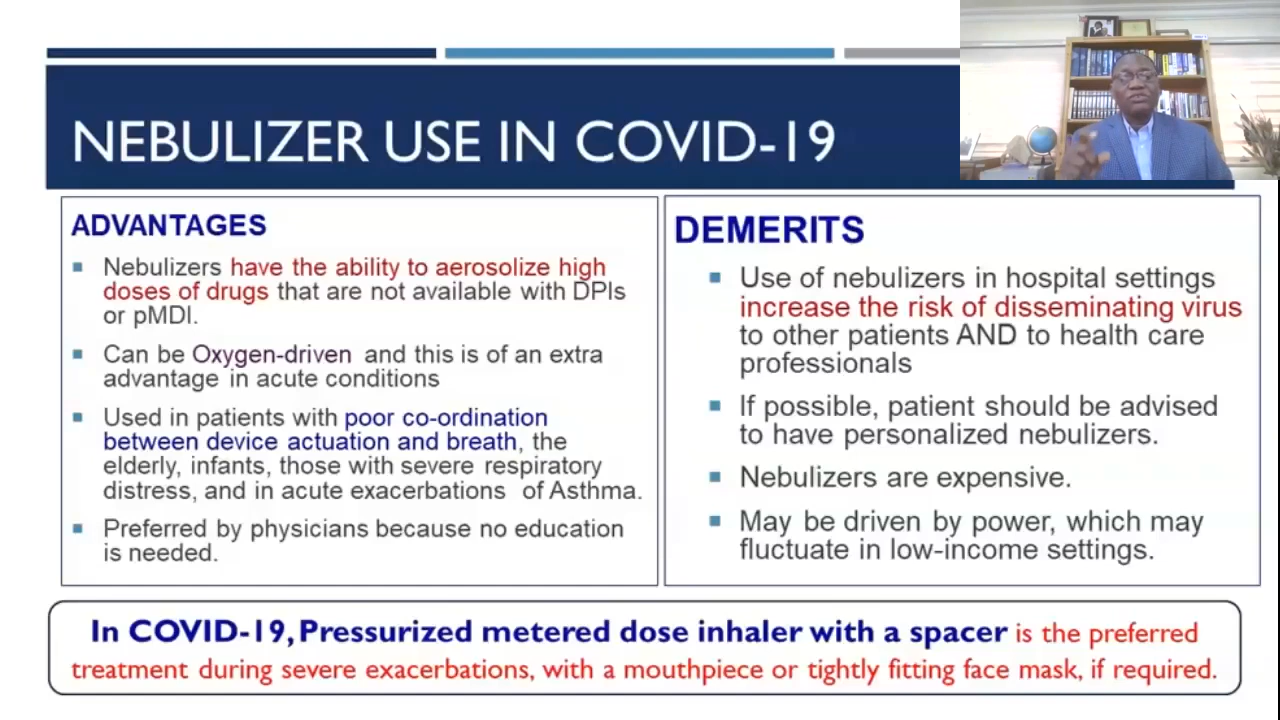 NEBULIZER USE IN COVID-19
ADVANTAGES
Nebulizers have the ability to aerosolize high
doses of drugs that are not available with DPIs
or pMDI.
Can be Oxygen-driven and this is of an extra
advantage in acute conditions
Used in patients with poor co-ordination
between device actuation and breath, the
elderly, infants, those with severe respiratory
distress, and in acute exacerbations of Asthma.
Preferred by physicians because no education
is needed.
DEMERITS
Use of nebulizers in hospital settings
increase the risk of disseminating virus
to other patients AND to health care
professionals
If possible, patient should be advised
to have personalized nebulizers.
Nebulizers are expensive.
May be driven by power, which may
fluctuate in low-income settings.
In COVID-19, Pressurized metered dose inhaler with a spacer is the preferred
treatment during severe exacerbations, with a mouthpiece or tightly fitting face mask, if required.